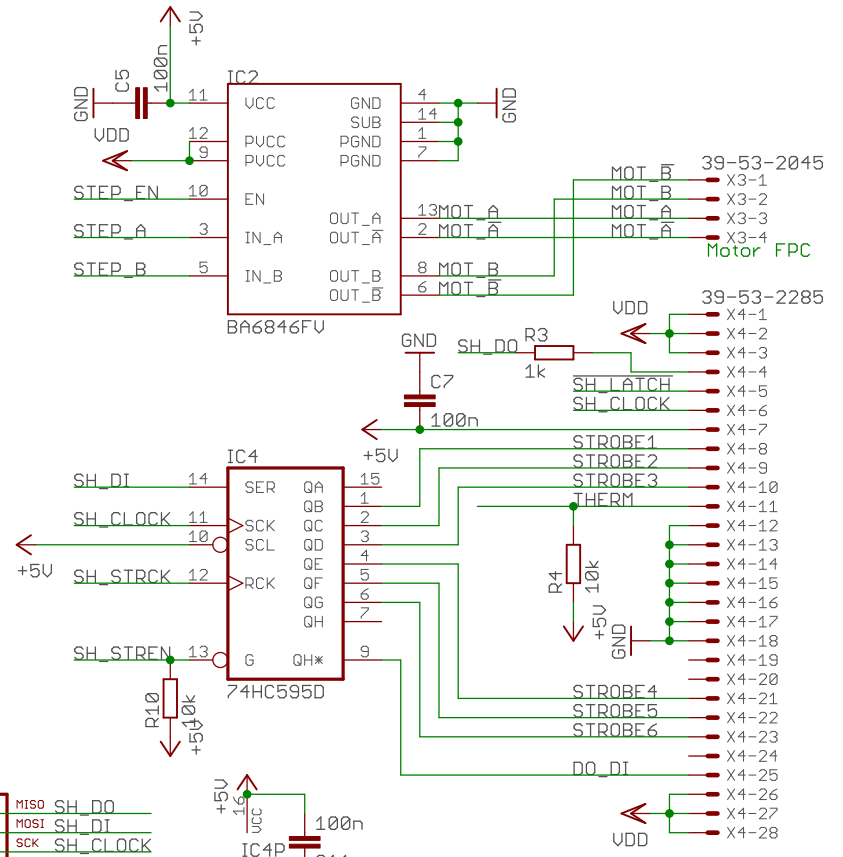 +5V
C5
100n
GND
VDD
IC2
11 VCC GND 4
GND
SUB 14
12 PVCC PGND 1
9 PVCC PGND 7
STEP_EN 10 EN
OUT_A 13 MOT_A
STEP_A 3 IN_A OUT_A 2 MOT_A
STEP_B 5 IN_B OUT_B 8 MOT_B
OUT_B 6 MOT_B
BA6846FV
39-53-2045
MOT_B X3-1
MOT_B X3-2
MOT_A X3-3
MOT_A X3-4
Motor FPC
39-53-2285
VDD
X4-1
X4-2
X4-3
GND
SH_DO R3 1k X4-4
SH_LATCH X4-5
SH_CLOCK X4-6
C7
100n
+5V
X4-7
STROBE1 X4-8
STROBE2 X4-9
STROBE3 X4-10
THERM X4-11
X4-12
X4-13
X4-14
X4-15
X4-16
X4-17
X4-18
X4-19
X4-20
R4
10k
+5V
GND
STROBE4 X4-21
STROBE5 X4-22
STROBE6 X4-23
X4-24
DO_DI X4-25
X4-26
X4-27
X4-28
VDD
IC4
SH_DI 14 SER QA 15
QB 1
SH_CLOCK 11 SCK QC 2
+5V
10 SCL QD 3
QE 4
SH_STRCK 12 RCK QF 5
QG 6
QH 7
SH_STREN 13 G QH* 9
74HC595D
R10
10k
+5V
MISO SH_DO
MOSI SH_DI
SCK SH_CLOCK
+5V
16
VCC
IC4P
100n